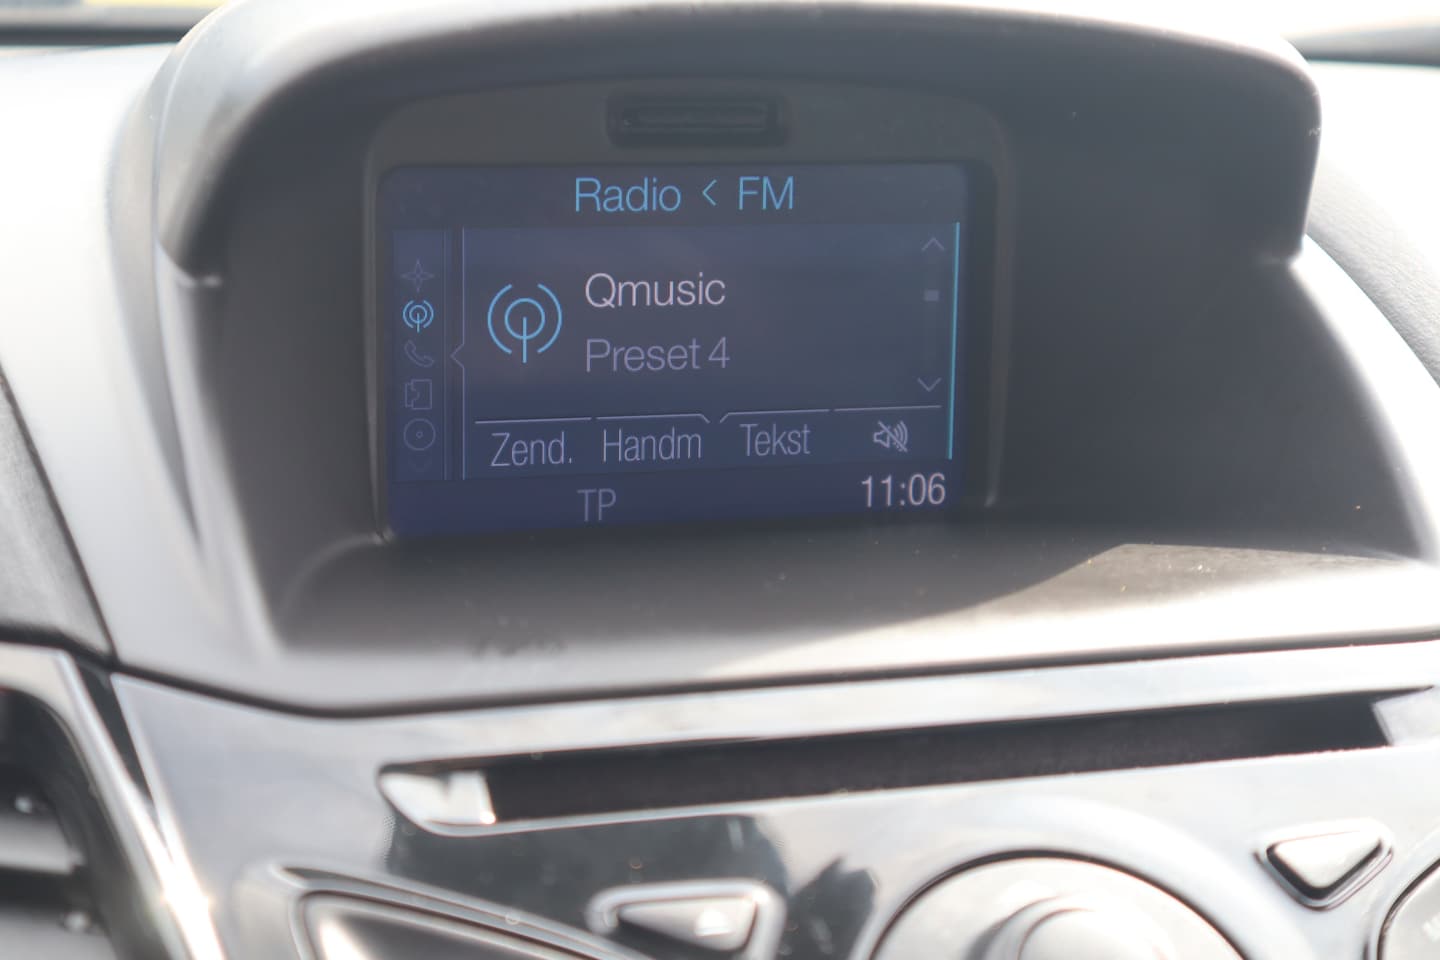 Radio < FM
Qmusic
Preset 4
Zend. Handm Tekst
TP 11:06